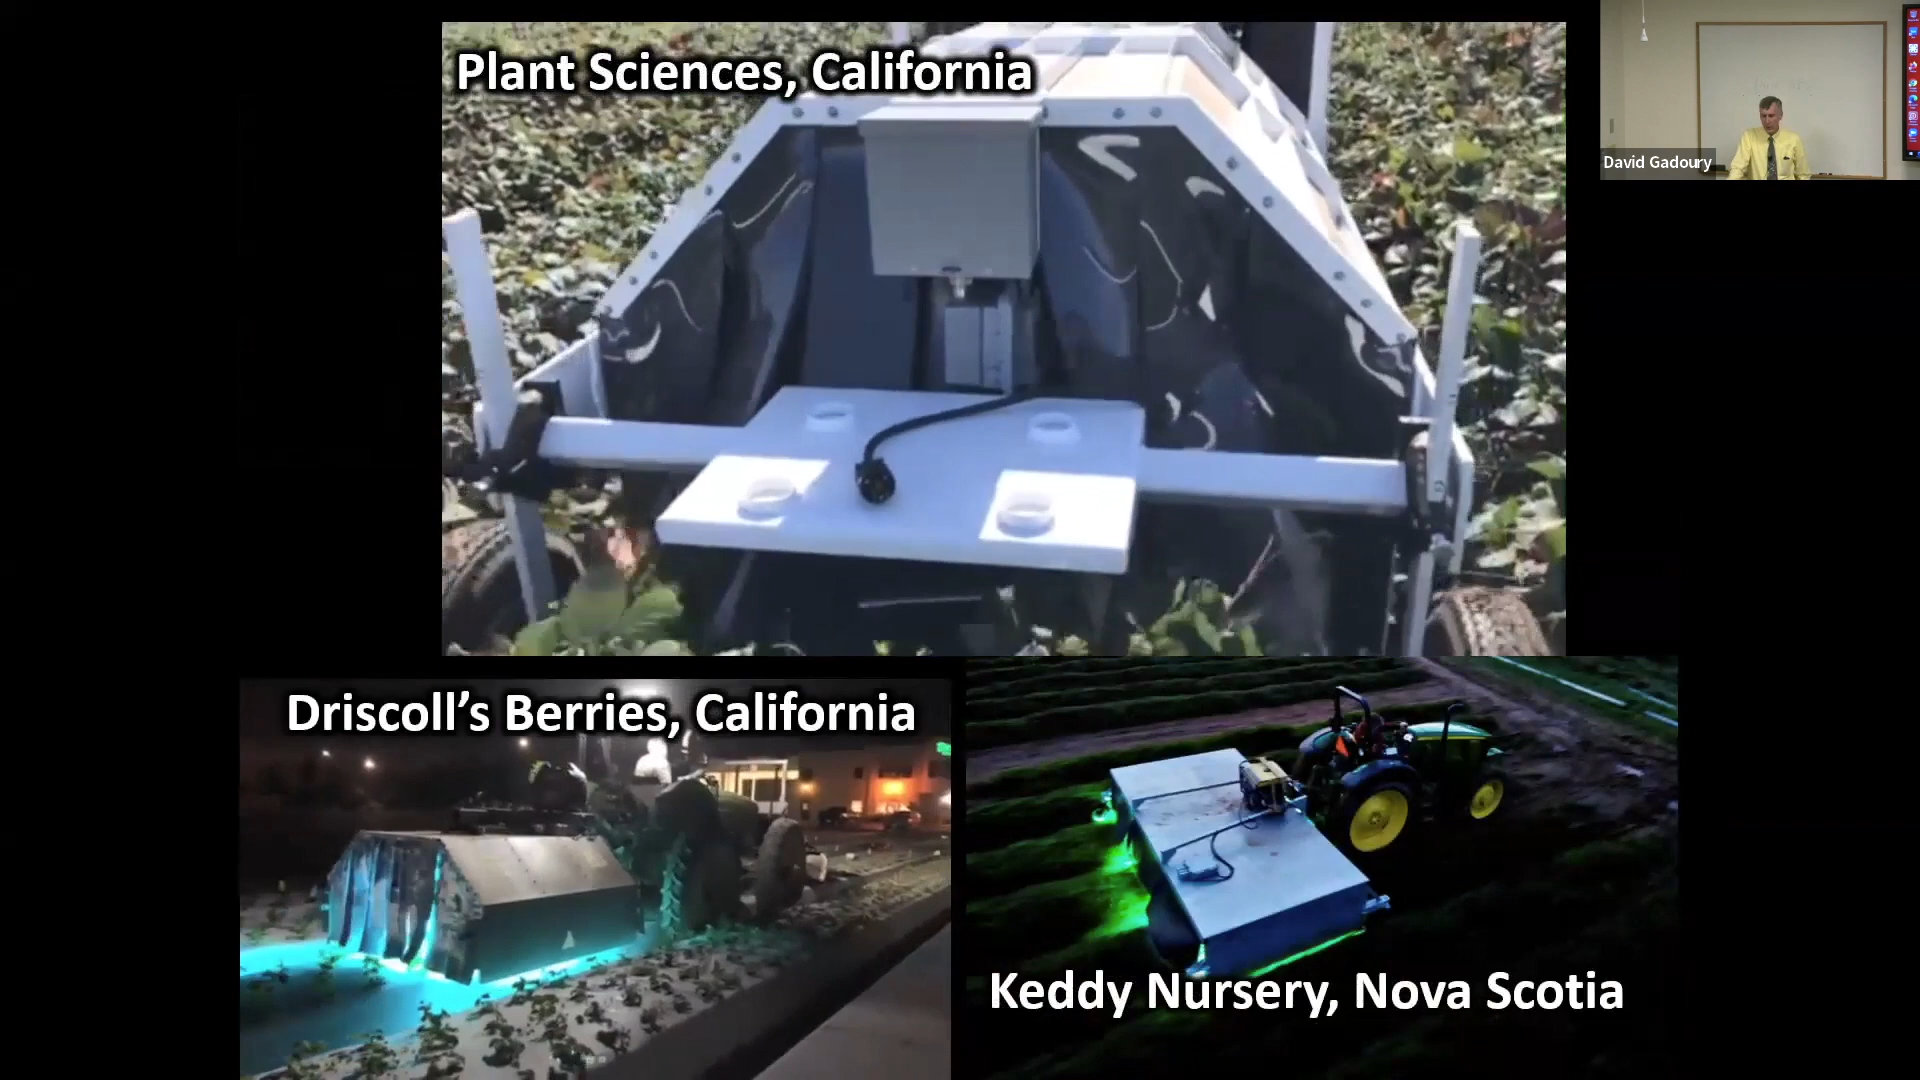 Plant Sciences, California
David Gadoury
Driscoll's Berries, California
Keddy Nursery, Nova Scotia